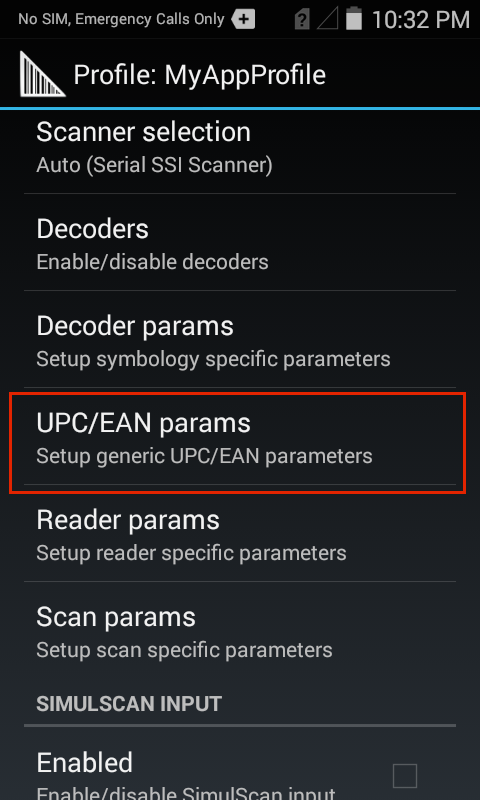 No SIM, Emergency Calls Only
10:32 PM
Profile: MyAppProfile
Scanner selection
Auto (Serial SSI Scanner)
Decoders
Enable/disable decoders
Decoder params
Setup symbology specific parameters
UPC/EAN params
Setup generic UPC/EAN parameters
Reader params
Setup reader specific parameters
Scan params
Setup scan specific parameters
SIMULSCAN INPUT
Enabled
Enable/disable SimulScan input